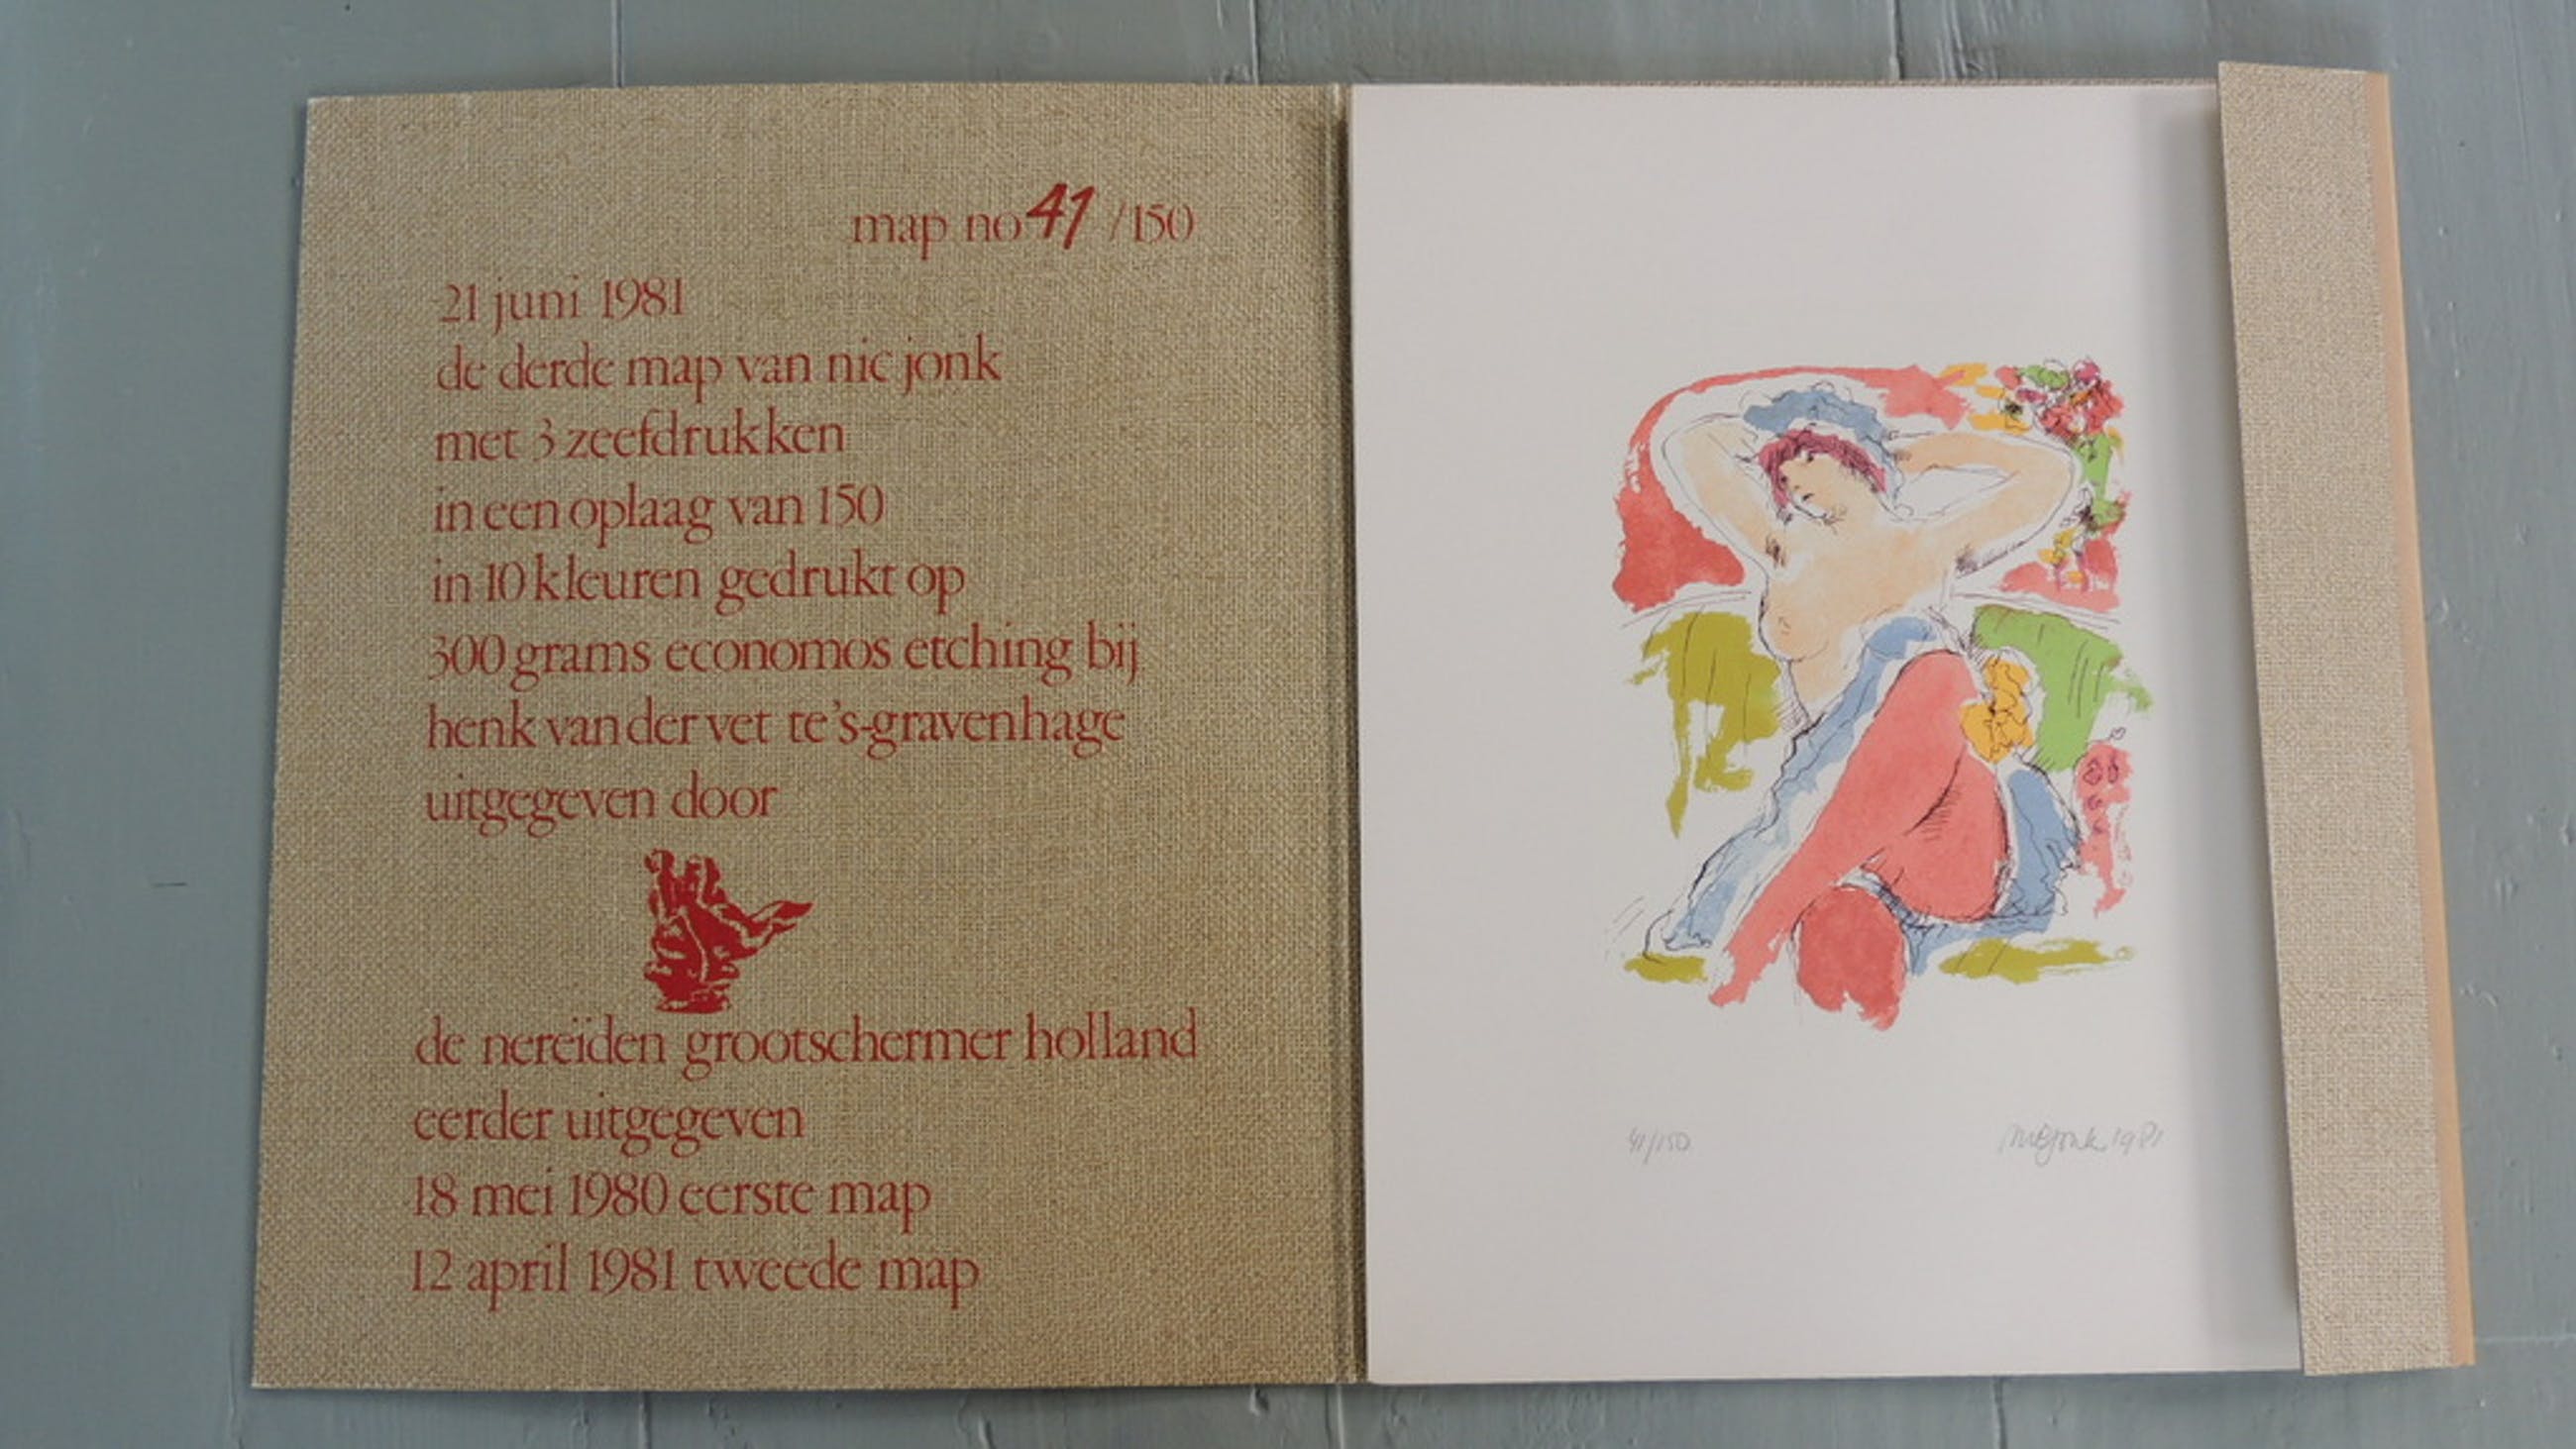 map no 41 /150
21 juni 1981
de derde map van nic jonk
met 3 zeefdrukken
in een oplaag van 150
in 10 kleuren gedrukt op
300 grams economos etching bij
henk van der vet te 's-gravenhage
uitgegeven door
de nereïden grootschermer holland
eerder uitgegeven
18 mei 1980 eerste map
12 april 1981 tweede map
41/150
Nic Jonk 1981